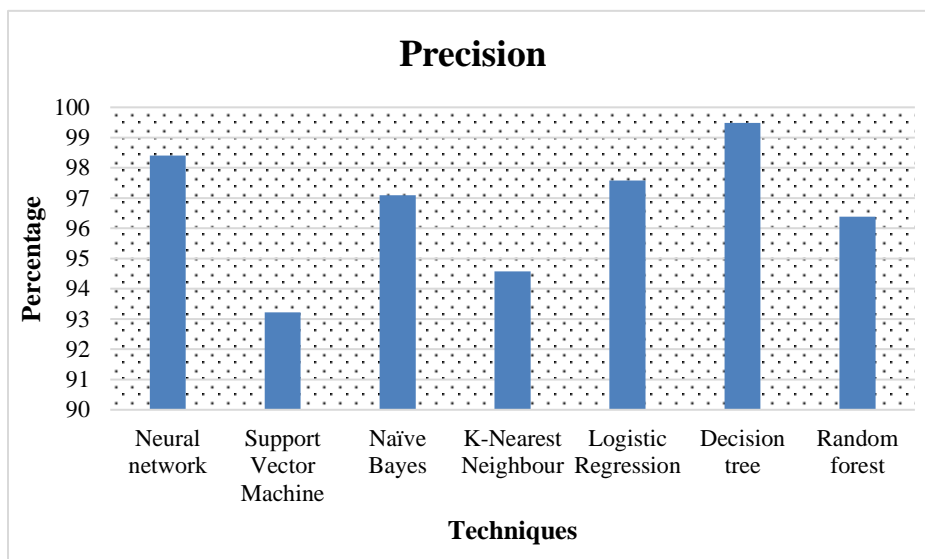 Precision
Percentage
100
99
98
97
96
95
94
93
92
91
90
Neural
network
Support
Vector
Machine
Naïve
Bayes
K-Nearest
Neighbour
Logistic
Regression
Decision
tree
Random
forest
Techniques